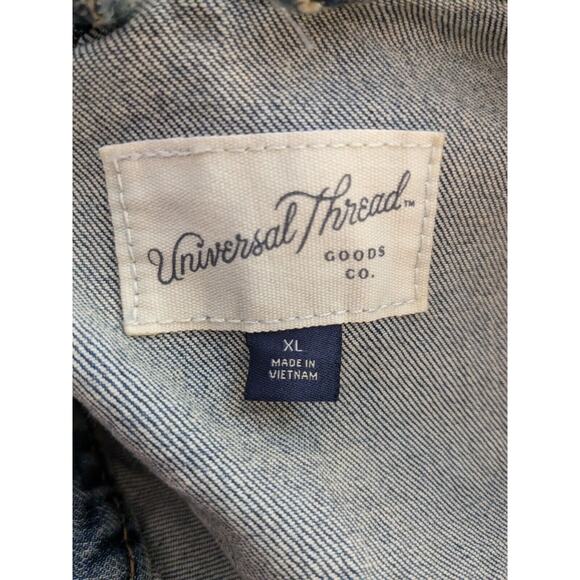 Universal Thread™
GOODS
CO.
XL
MADE IN
VIETNAM